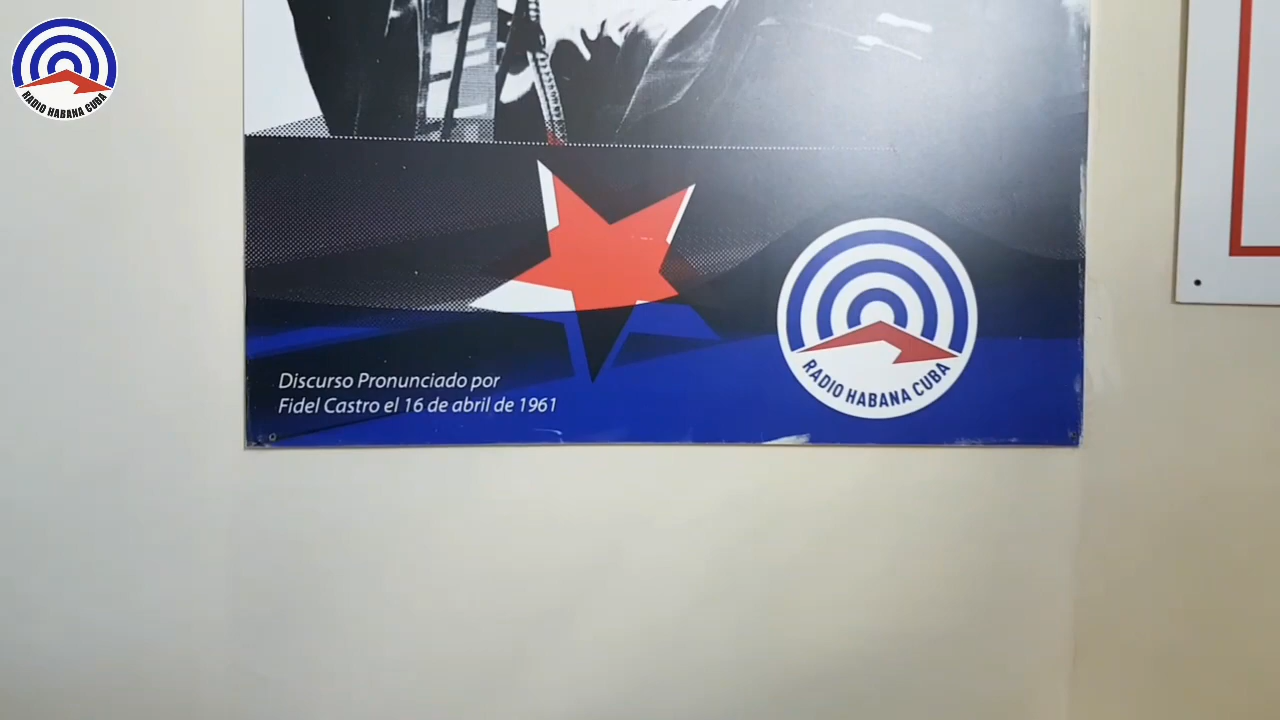 RADIO HABANA CUBA
Discurso Pronunciado por
Fidel Castro el 16 de abril de 1961
RADIO HABANA CUBA